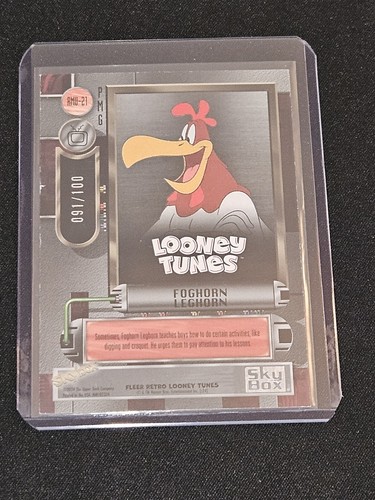 RMU-21
PMG
091/100
LOONEY
TUNES
FOGHORN
LEGHORN
Sometimes, Foghorn Leghorn teaches boys how to do certain activities, like
digging and croquet. He urges them to pay attention to his lessons.
FLEER RETRO LOONEY TUNES
Sky
Box